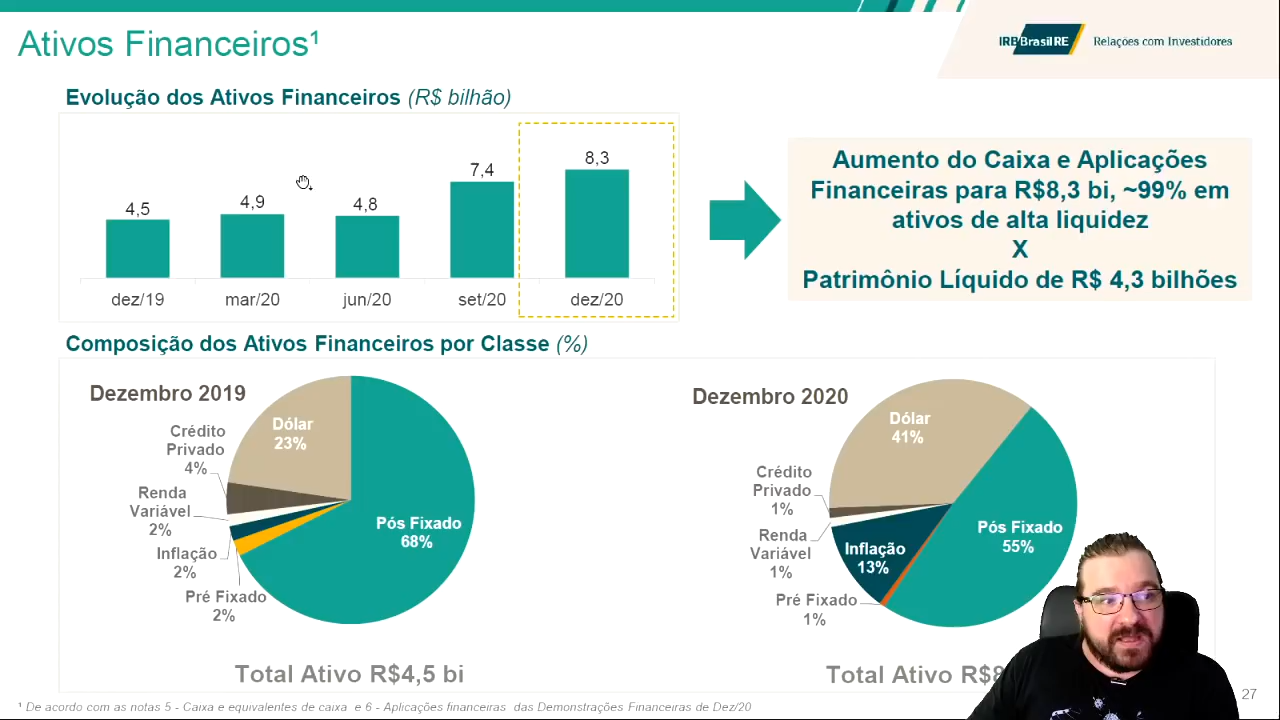 Ativos Financeiros¹
IRB Brasil RE
Relações com Investidores
Evolução dos Ativos Financeiros (R$ bilhão)
4,5
4,9
4,8
7,4
8,3
dez/19
mar/20
jun/20
set/20
dez/20
Aumento do Caixa e Aplicações
Financeiras para R$8,3 bi, ~99% em
ativos de alta liquidez
X
Patrimônio Líquido de R$ 4,3 bilhões
Composição dos Ativos Financeiros por Classe (%)
Dezembro 2019
Dólar
23%
Crédito
Privado
4%
Renda
Variável
2%
Inflação
2%
Pré Fixado
2%
Pós Fixado
68%
Total Ativo R$4,5 bi
Dezembro 2020
Dólar
41%
Crédito
Privado
1%
Renda
Variável
1%
Inflação
13%
Pré Fixado
1%
Pós Fixado
55%
Total Ativo R$
¹ De acordo com as notas 5 - Caixa e equivalentes de caixa e 6 - Aplicações financeiras das Demonstrações Financeiras de Dez/20
27